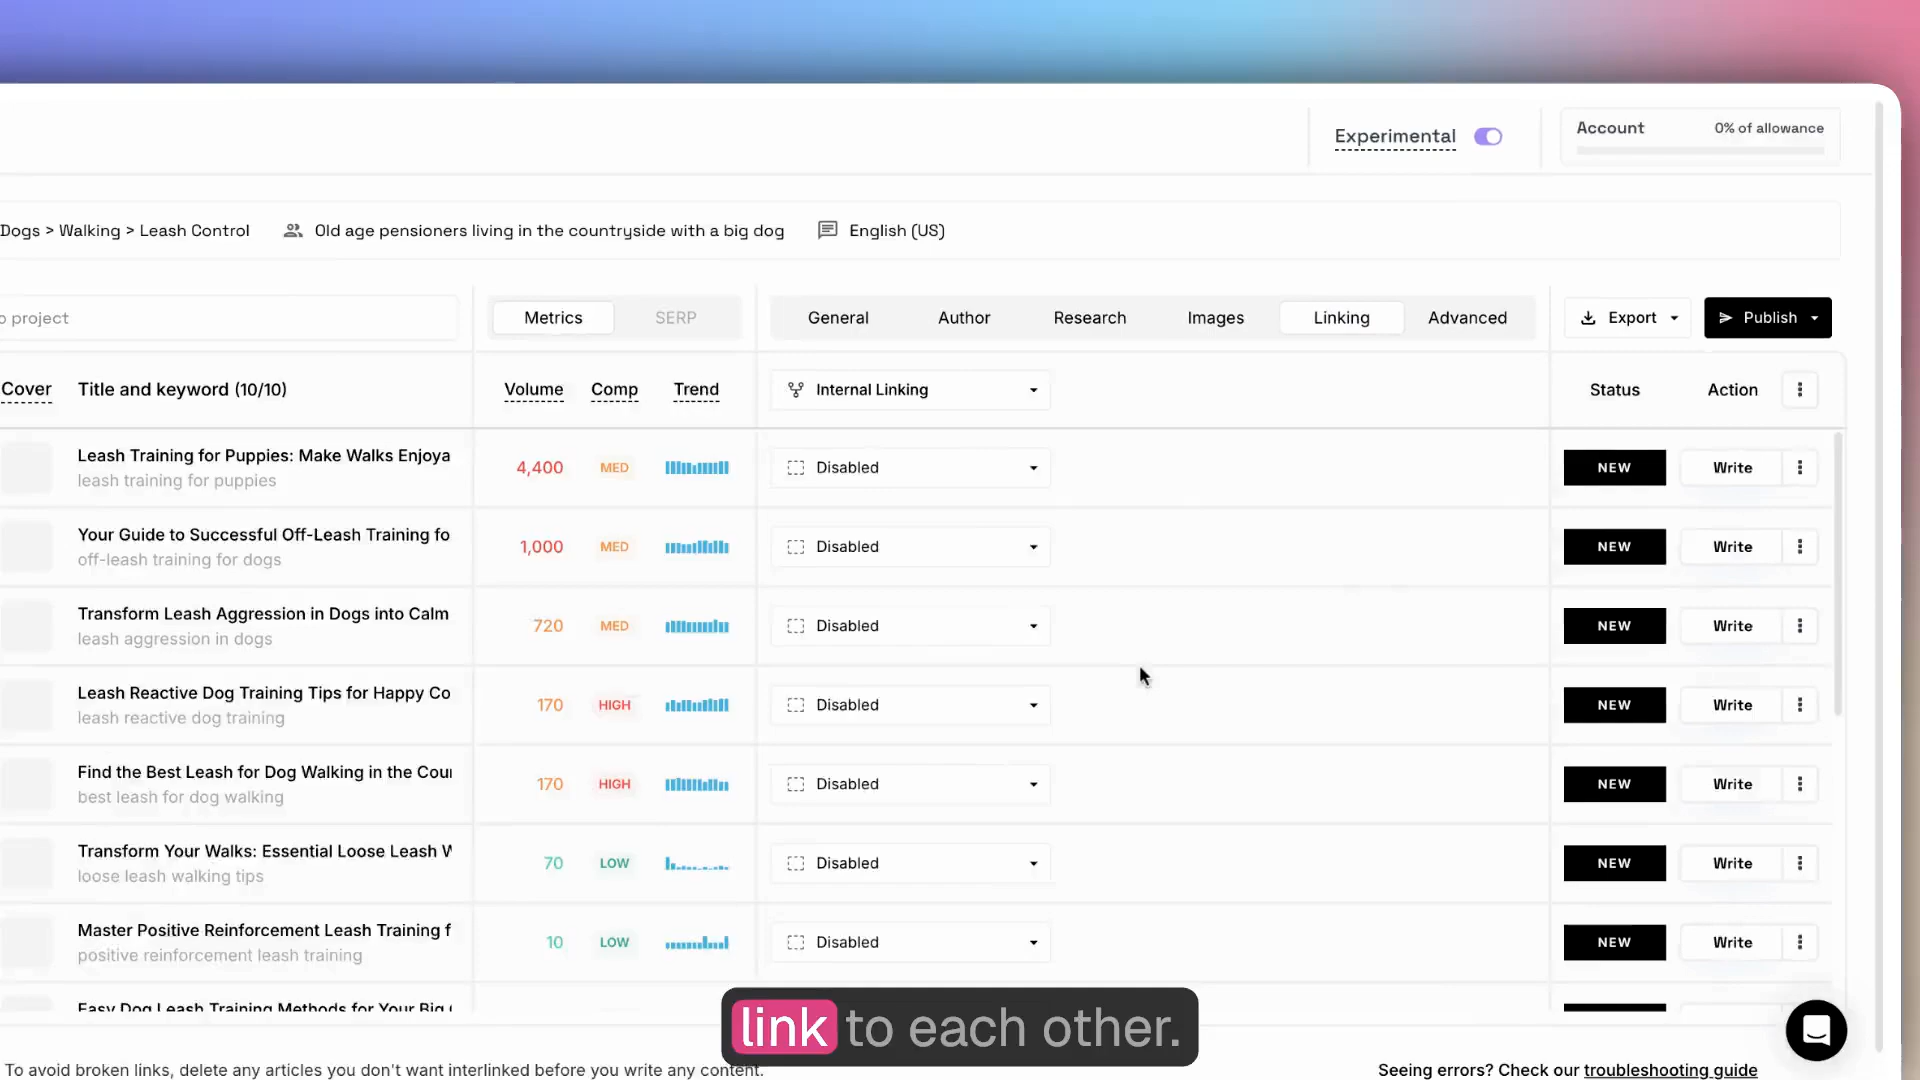 Experimental
Account 0% of allowance
Dogs > Walking > Leash Control Old age pensioners living in the countryside with a big dog English (US)
o project Metrics SERP General Author Research Images Linking Advanced Export Publish
Cover Title and keyword (10/10) Volume Comp Trend Internal Linking Status Action
Leash Training for Puppies: Make Walks Enjoya
leash training for puppies
4,400 MED Disabled NEW Write
Your Guide to Successful Off-Leash Training fo
off-leash training for dogs
1,000 MED Disabled NEW Write
Transform Leash Aggression in Dogs into Calm
leash aggression in dogs
720 MED Disabled NEW Write
Leash Reactive Dog Training Tips for Happy Co
leash reactive dog training
170 HIGH Disabled NEW Write
Find the Best Leash for Dog Walking in the Cour
best leash for dog walking
170 HIGH Disabled NEW Write
Transform Your Walks: Essential Loose Leash W
loose leash walking tips
70 LOW Disabled NEW Write
Master Positive Reinforcement Leash Training f
positive reinforcement leash training
10 LOW Disabled NEW Write
Easy Dog Leash Training Methods for Your Big
link to each other.
To avoid broken links, delete any articles you don't want interlinked before you write any content.
Seeing errors? Check our troubleshooting guide